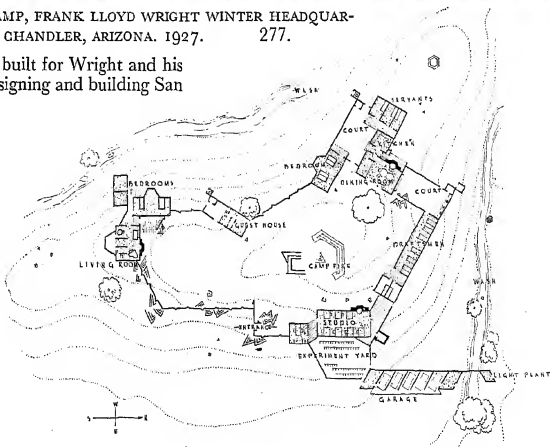 AMP, FRANK LLOYD WRIGHT WINTER HEADQUAR-
CHANDLER, ARIZONA. 1927. 277.
built for Wright and his
signing and building San
WASH
SERVANTS
COURT
KITCHEN
BEDROOM
DINING ROOM
COURT
BEDROOMS
GUEST HOUSE
DRAFTSMEN
LIVING ROOM
CAMP FIRE
WASH
STUDIO
ENTRANCE
EXPERIMENT YARD
LIGHT PLANT
GARAGE
W
S
E